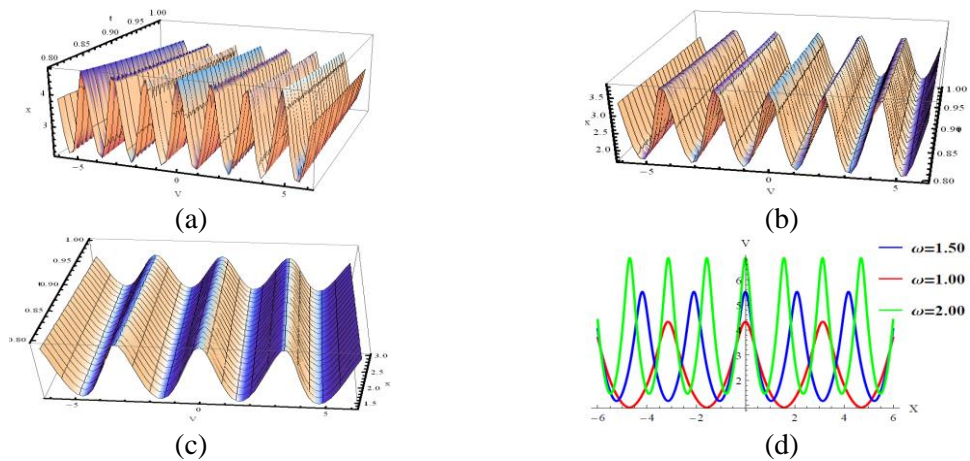 t 0.80 0.85 0.90 0.95 1.00
x 4 3
−5 0 5
V
(a)
x 3.5 3.0 2.5 2.0
1.00 0.95 0.90 0.85 0.80
−5 0 5
V
(b)
1.00 0.95 0.90 0.85 0.80
3.0 2.5 2.0 1.5 x
−5 0 5
V
(c)
V
6 5 4 2
−6 −4 −2 2 4 6 X
ω=1.50
ω=1.00
ω=2.00
(d)